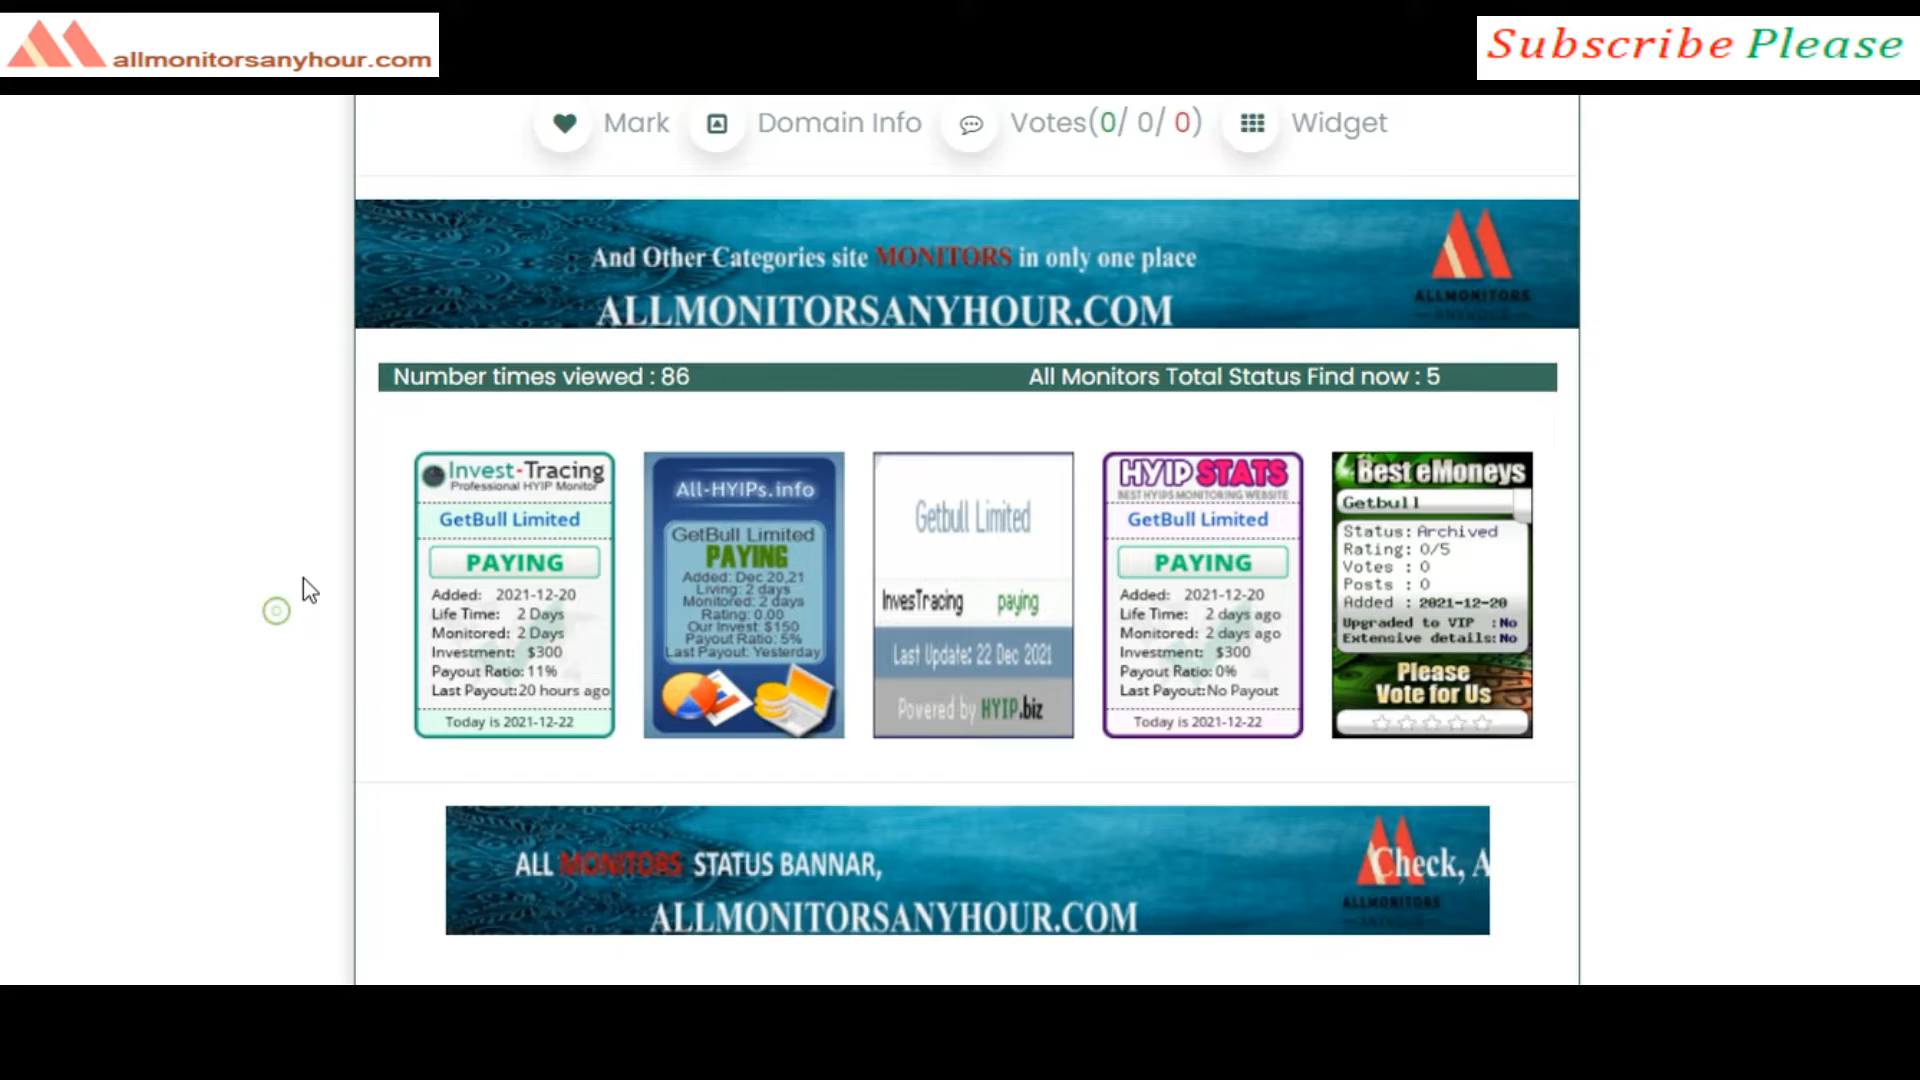 allmonitorsanyhour.com
Subscribe Please
Mark
Domain Info
Votes(0/ 0/ 0)
Widget
And Other Categories site MONITORS in only one place
ALLMONITORSANYHOUR.COM
ALLMONITORS
Number times viewed : 86
All Monitors Total Status Find now : 5
Invest-Tracing
Professional HYIP Monitor
GetBull Limited
PAYING
Added: 2021-12-20
Life Time: 2 Days
Monitored: 2 Days
Investment: $300
Payout Ratio: 11%
Last Payout: 20 hours ago
Today is 2021-12-22
All-HYIPs.info
GetBull Limited
PAYING
Added: Dec 20,21
Living: 2 days
Monitored: 2 days
Rating: 0.00
Our Invest: $150
Payout Ratio: 5%
Last Payout: Yesterday
Getbull Limited
InvesTracing paying
Last Update: 22 Dec 2021
Powered by HYIP.biz
HYIP STATS
BEST HYIPS MONITORING WEBSITE
GetBull Limited
PAYING
Added: 2021-12-20
Life Time: 2 days ago
Monitored: 2 days ago
Investment: $300
Payout Ratio: 0%
Last Payout: No Payout
Today is 2021-12-22
Best eMoneys
Getbull
Status: Archived
Rating: 0/5
Votes : 0
Posts : 0
Added : 2021-12-20
Upgraded to VIP :No
Extensive details:No
Please
Vote for Us
ALL MONITORS STATUS BANNAR,
Check, A
ALLMONITORSANYHOUR.COM
ALLMONITORS